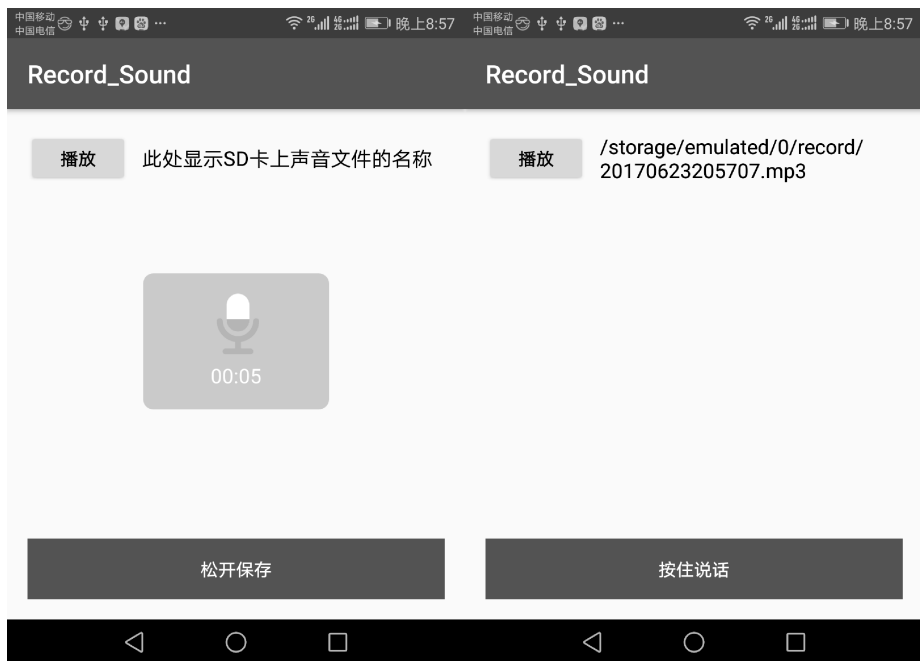 中国移动
中国电信
晚上8:57
Record_Sound
播放
此处显示SD卡上声音文件的名称
00:05
松开保存
中国移动
中国电信
晚上8:57
Record_Sound
播放
/storage/emulated/0/record/
20170623205707.mp3
按住说话